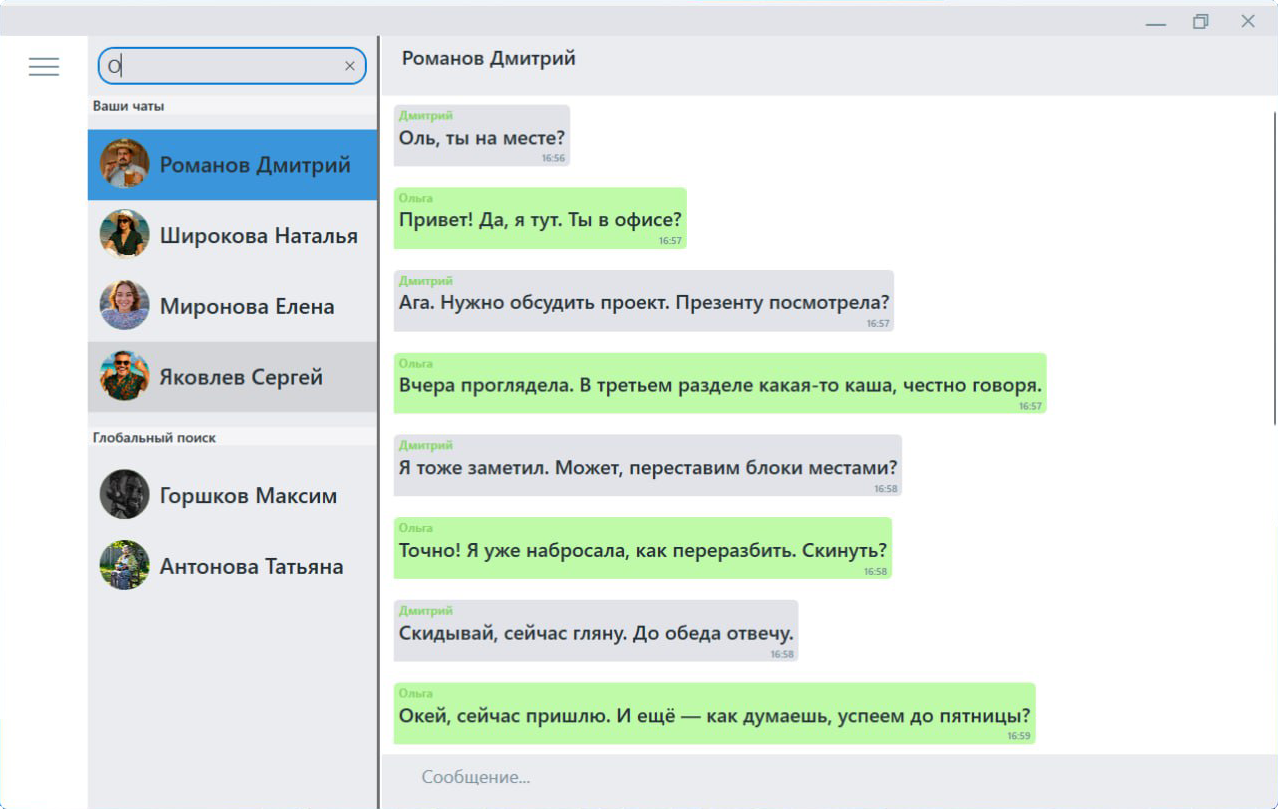 О
Ваши чаты
Романов Дмитрий
Широкова Наталья
Миронова Елена
Яковлев Сергей
Глобальный поиск
Горшков Максим
Антонова Татьяна
Романов Дмитрий
Дмитрий
Оль, ты на месте?
16:56
Ольга
Привет! Да, я тут. Ты в офисе?
16:57
Дмитрий
Ага. Нужно обсудить проект. Презенту посмотрела?
16:57
Ольга
Вчера проглядела. В третьем разделе какая-то каша, честно говоря.
16:57
Дмитрий
Я тоже заметил. Может, переставим блоки местами?
16:58
Ольга
Точно! Я уже набросала, как переразбить. Скинуть?
16:58
Дмитрий
Скидывай, сейчас гляну. До обеда отвечу.
16:58
Ольга
Окей, сейчас пришлю. И ещё — как думаешь, успеем до пятницы?
16:59
Сообщение...